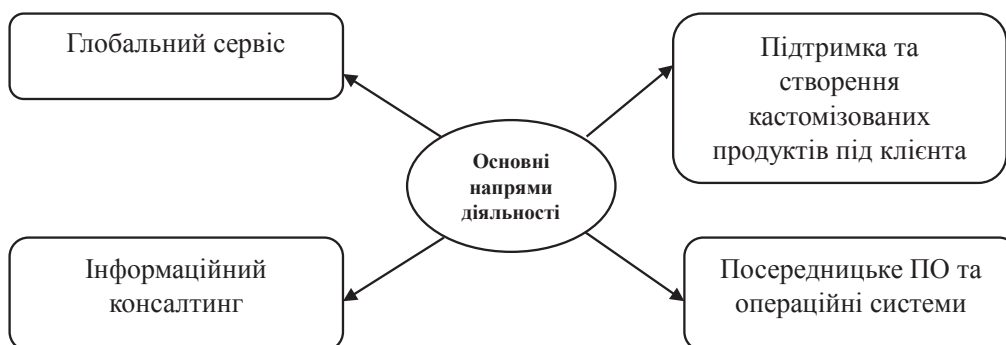 Глобальний сервіс
Підтримка та
створення
кастомізованих
продуктів під клієнта
Основні
напрями
діяльності
Інформаційний
консалтинг
Посередницьке ПО та
операційні системи